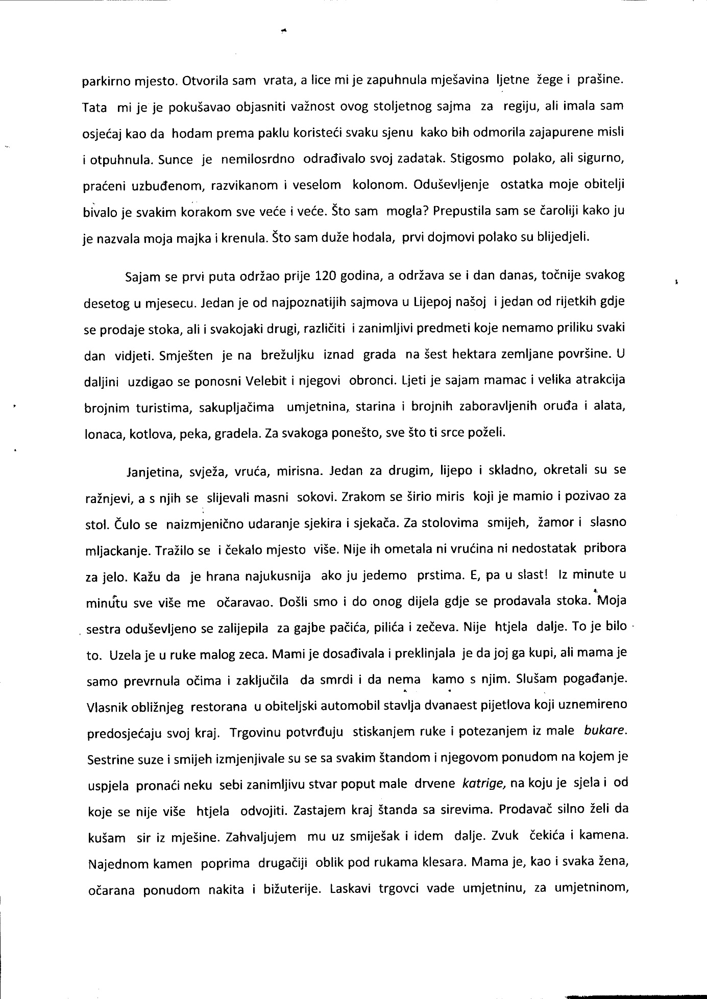 parkirno mjesto. Otvorila sam vrata, a lice mi je zapuhnula mješavina ljetne žege i prašine.
Tata mi je je pokušavao objasniti važnost ovog stoljetnog sajma za regiju, ali imala sam
osjećaj kao da hodam prema paklu koristeći svaku sjenu kako bih odmorila zajapurene misli
i otpuhnula. Sunce je nemilosrdno odrađivalo svoj zadatak. Stigosmo polako, ali sigurno,
praćeni uzbuđenom, razvikanom i veselom kolonom. Oduševljenje ostatka moje obitelji
bivalo je svakim korakom sve veće i veće. Što sam mogla? Prepustila sam se čaroliji kako ju
je nazvala moja majka i krenula. Što sam duže hodala, prvi dojmovi polako su blijedjeli.
Sajam se prvi puta održao prije 120 godina, a održava se i dan danas, točnije svakog
desetog u mjesecu. Jedan je od najpoznatijih sajmova u Lijepoj našoj i jedan od rijetkih gdje
se prodaje stoka, ali i svakojaki drugi, različiti i zanimljivi predmeti koje nemamo priliku svaki
dan vidjeti. Smješten je na brežuljku iznad grada na šest hektara zemljane površine. U
daljini uzdigao se ponosni Velebit i njegovi obronci. Ljeti je sajam mamac i velika atrakcija
brojnim turistima, sakupljačima umjetnina, starina i brojnih zaboravljenih oruđa i alata,
lonaca, kotlova, peka, gradela. Za svakoga ponešto, sve što ti srce poželi.
Janjetina, svježa, vruća, mirisna. Jedan za drugim, lijepo i skladno, okretali su se
ražnjevi, a s njih se slijevali masni sokovi. Zrakom se širio miris koji je mamio i pozivao za
stol. Čulo se naizmjenično udaranje sjekira i sjekača. Za stolovima smijeh, žamor i slasno
mljackanje. Tražilo se i čekalo mjesto više. Nije ih ometala ni vrućina ni nedostatak pribora
za jelo. Kažu da je hrana najukusnija ako ju jedemo prstima. E, pa u slast! Iz minute u
minutu sve više me očaravao. Došli smo i do onog dijela gdje se prodavala stoka. Moja
sestra oduševljeno se zalijepila za gajbe pačića, pilića i zečeva. Nije htjela dalje. To je bilo
to. Uzela je u ruke malog zeca. Mami je dosađivala i preklinjala je da joj ga kupi, ali mama je
samo prevrnula očima i zaključila da smrdi i da nema kamo s njim. Slušam pogađanje.
Vlasnik obližnjeg restorana u obiteljski automobil stavlja dvanaest pijetlova koji uznemireno
predosjećaju svoj kraj. Trgovinu potvrđuju stiskanjem ruke i potezanjem iz male bukare.
Sestrine suze i smijeh izmjenjivale su se sa svakim štandom i njegovom ponudom na kojem je
uspjela pronaći neku sebi zanimljivu stvar poput male drvene katrige, na koju je sjela i od
koje se nije više htjela odvojiti. Zastajem kraj štanda sa sirevima. Prodavač silno želi da
kušam sir iz mješine. Zahvaljujem mu uz smiješak i idem dalje. Zvuk čekića i kamena.
Najednom kamen poprima drugačiji oblik pod rukama klesara. Mama je, kao i svaka žena,
očarana ponudom nakita i bižuterije. Laskavi trgovci vade umjetninu, za umjetninom,